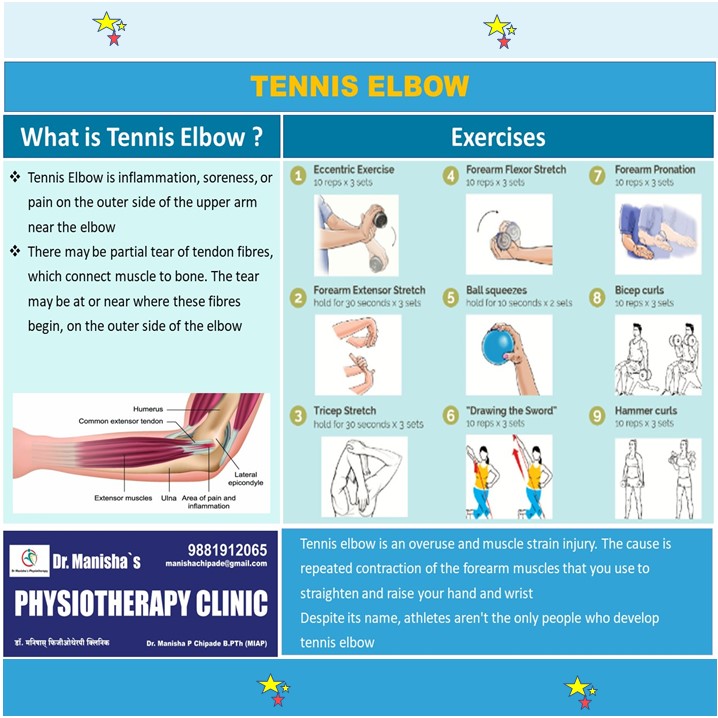 TENNIS ELBOW
What is Tennis Elbow ?
Tennis Elbow is inflammation, soreness, or
pain on the outer side of the upper arm
near the elbow
There may be partial tear of tendon fibres,
which connect muscle to bone. The tear
may be at or near where these fibres
begin, on the outer side of the elbow
Humerus
Common extensor tendon
Lateral
epicondyle
Extensor muscles
Ulna
Area of pain and
inflammation
Exercises
1 Eccentric Exercise
10 reps x 3 sets
2 Forearm Extensor Stretch
hold for 30 seconds x 3 sets
3 Tricep Stretch
hold for 30 seconds x 3 sets
4 Forearm Flexor Stretch
10 reps x 3 sets
5 Ball squeezes
hold for 10 seconds x 2 sets
6 "Drawing the Sword"
10 reps x 3 sets
7 Forearm Pronation
10 reps x 3 sets
8 Bicep curls
10 reps x 3 sets
9 Hammer curls
10 reps x 3 sets
Dr. Manisha`s
9881912065
manishachipade@gmail.com
PHYSIOTHERAPY CLINIC
डॉ. मनिषाज् फिजीओथेरपी क्लिनिक
Dr. Manisha P Chipade B.PTh (MIAP)
Tennis elbow is an overuse and muscle strain injury. The cause is
repeated contraction of the forearm muscles that you use to
straighten and raise your hand and wrist
Despite its name, athletes aren't the only people who develop
tennis elbow